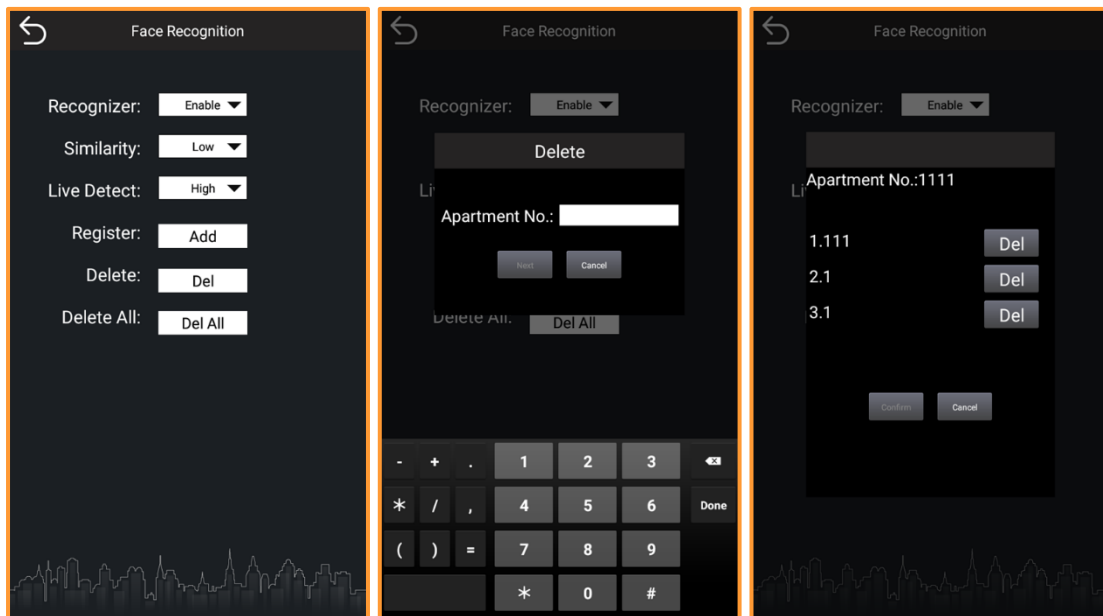 Face Recognition
Recognizer: Enable
Similarity: Low
Live Detect: High
Register: Add
Delete: Del
Delete All: Del All
Face Recognition
Recognizer: Enable
Delete
Li
Apartment No.:
Next Cancel
Delete All: Del All
- + . 1 2 3
* / , 4 5 6 Done
( ) = 7 8 9
* 0 #
Face Recognition
Recognizer: Enable
Li
Apartment No.:1111
1.111 Del
2.1 Del
3.1 Del
Confirm Cancel